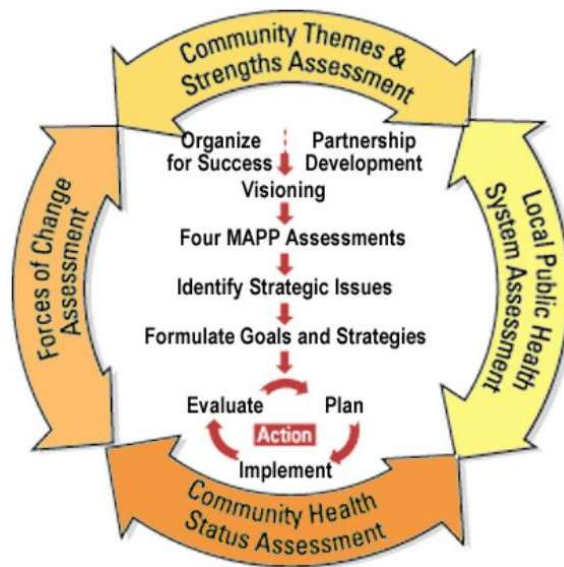 Community Themes &
Strengths Assessment
Organize Partnership
for Success Development
Visioning
Four MAPP Assessments
Identify Strategic Issues
Formulate Goals and Strategies
Evaluate Plan
Action
Implement
Forces of Change
Assessment
Local Public Health
System Assessment
Community Health
Status Assessment